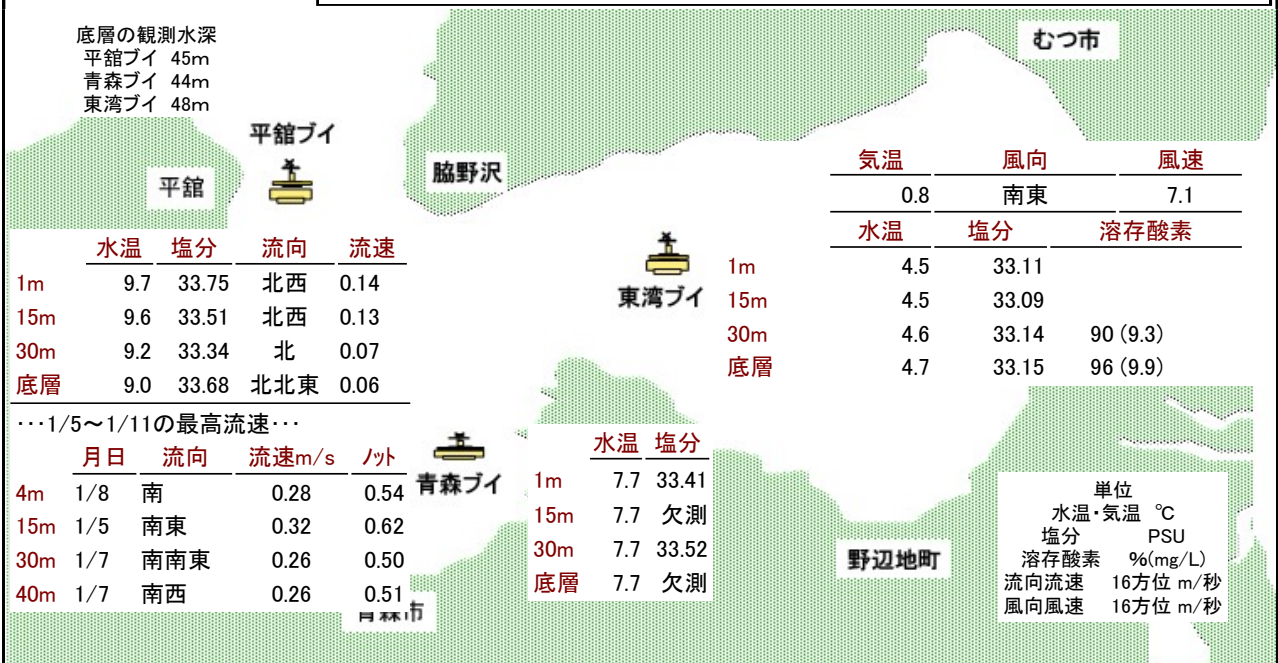 底層の観測水深
平舘ブイ 45m
青森ブイ 44m
東湾ブイ 48m
むつ市
平舘ブイ
平舘
脇野沢
気温 風向 風速
0.8 南東 7.1
水温 塩分 溶存酸素
1m 4.5 33.11
15m 4.5 33.09
30m 4.6 33.14 90 (9.3)
底層 4.7 33.15 96 (9.9)
東湾ブイ
水温 塩分 流向 流速
1m 9.7 33.75 北西 0.14
15m 9.6 33.51 北西 0.13
30m 9.2 33.34 北 0.07
底層 9.0 33.68 北北東 0.06
･･･1/5～1/11の最高流速･･･
月日 流向 流速m/s ノット
4m 1/8 南 0.28 0.54
15m 1/5 南東 0.32 0.62
30m 1/7 南南東 0.26 0.50
40m 1/7 南西 0.26 0.51
青森ブイ
水温 塩分
1m 7.7 33.41
15m 7.7 欠測
30m 7.7 33.52
底層 7.7 欠測
青森市
野辺地町
単位
水温・気温 ℃
塩分 PSU
溶存酸素 %(mg/L)
流向流速 16方位 m/秒
風向風速 16方位 m/秒